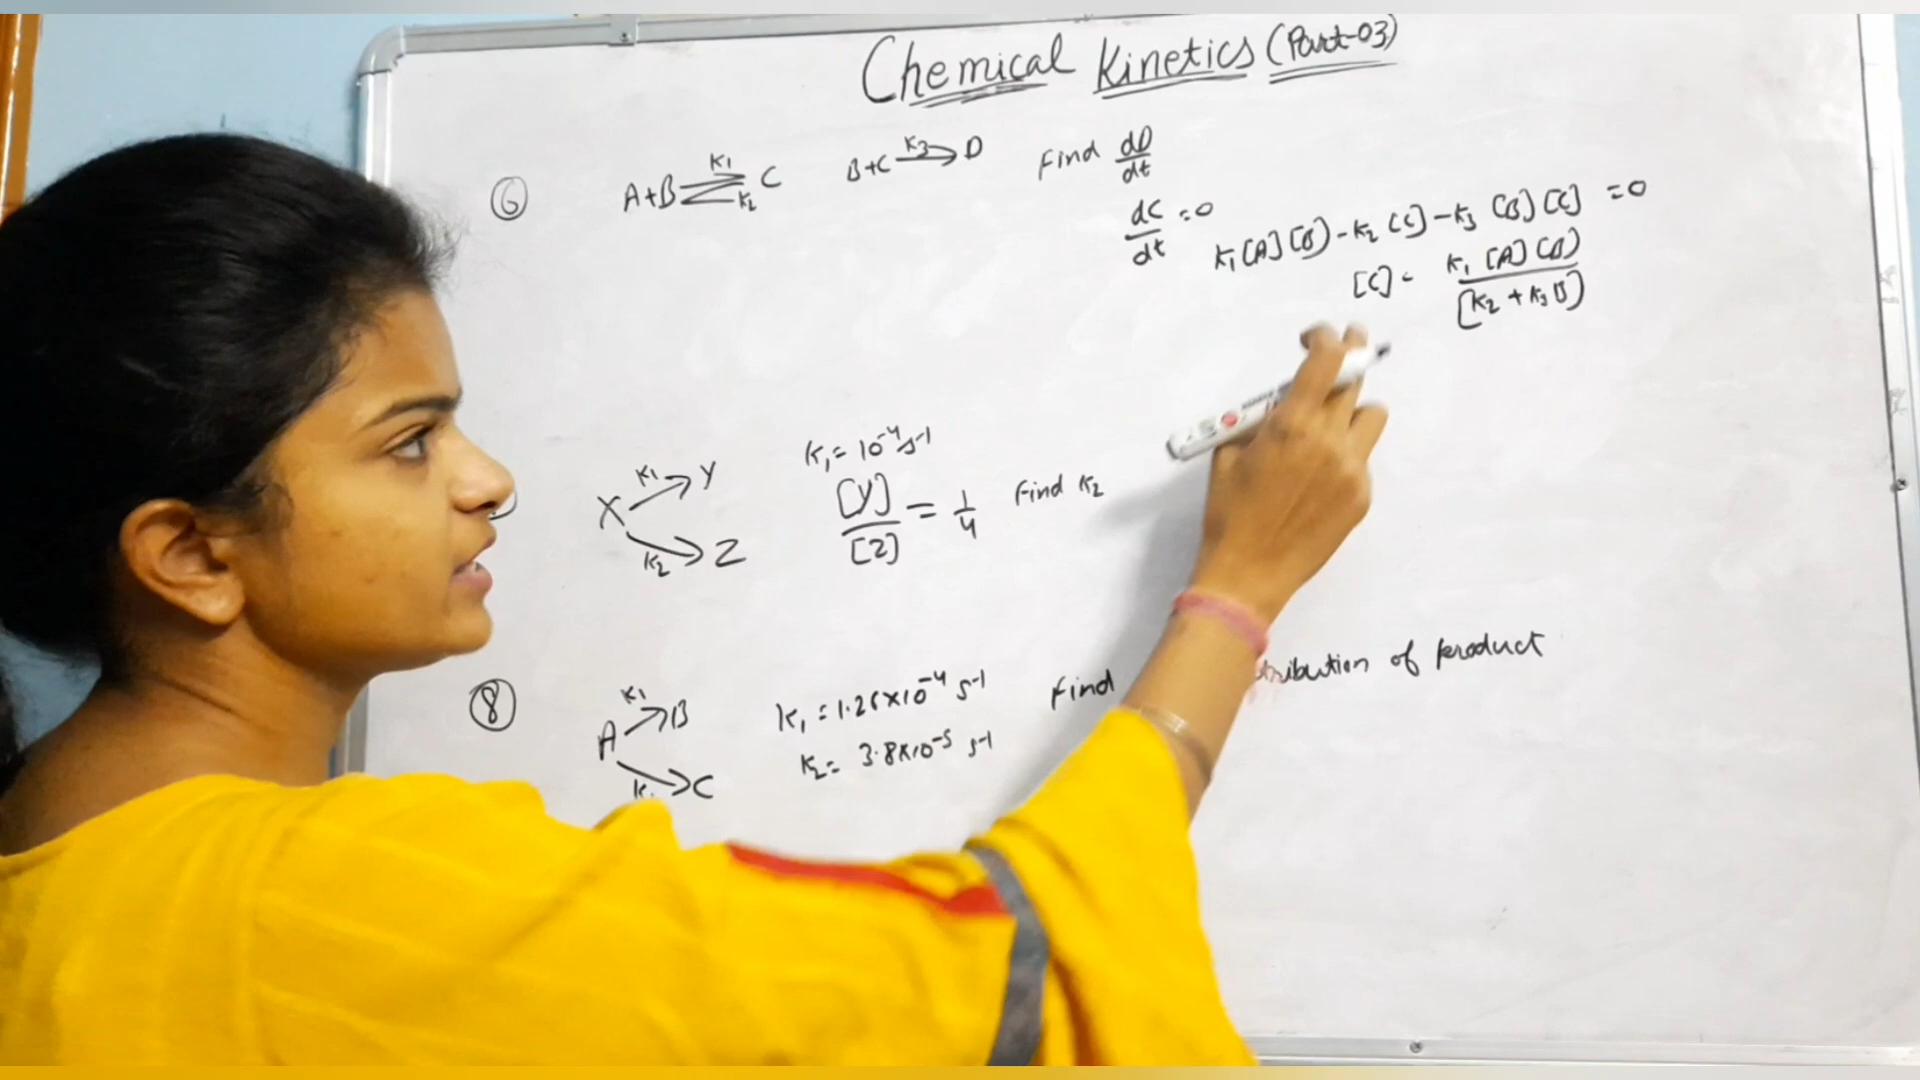 Chemical Kinetics (Part-03)
⑥ A+B ⇌ C K1 K2 B+C →K3 D Find dD/dt
dC/dt = 0 K1[A][B] - K2[C] - K3[B][C] = 0
[C] = K1[A][B] / [K2 + K3B]
X →K1 Y K1 = 10^-4 s^-1
X →K2 Z [Y]/[Z] = 1/4 Find K2
⑧ A →K1 B K1 = 1.26×10^-4 s^-1 Find tribution of product
A → C K2 = 3.8×10^-5 s^-1